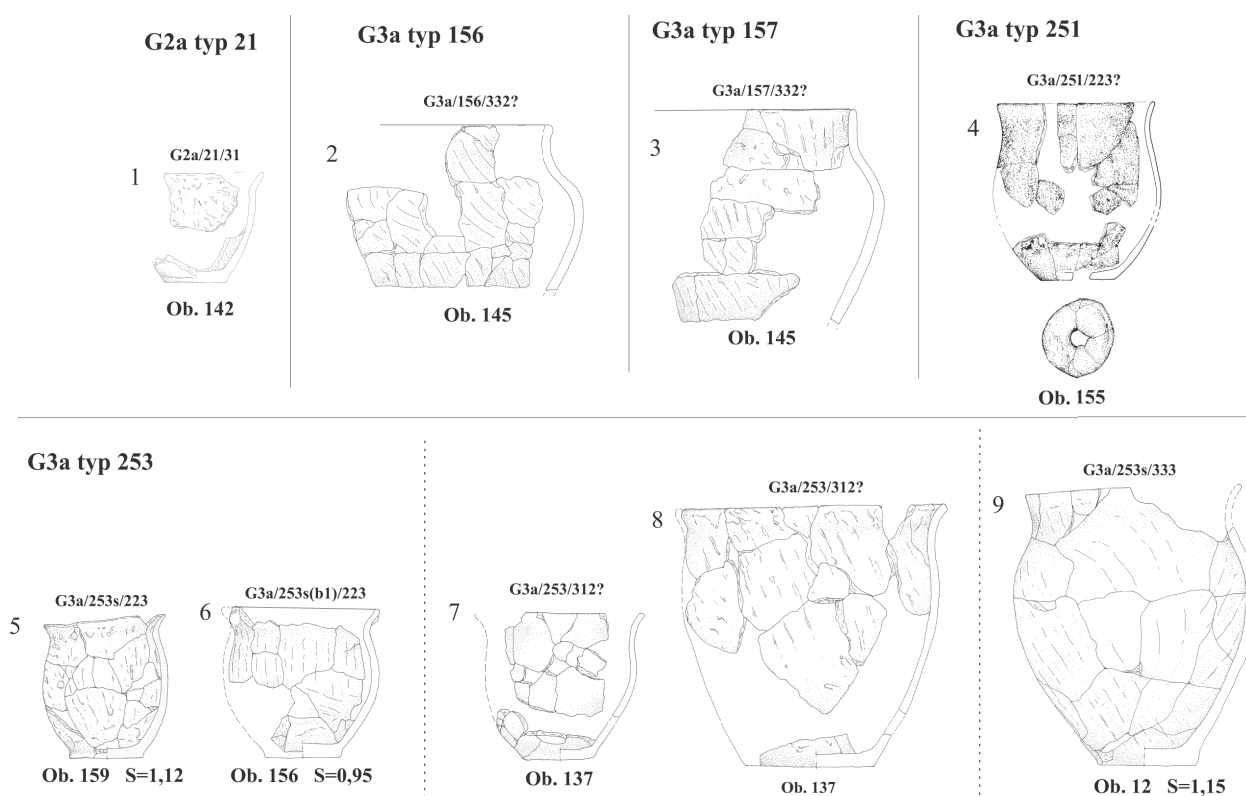 G2a typ 21
G3a typ 156
G3a typ 157
G3a typ 251
G2a/21/31
1
Ob. 142
G3a/156/332?
2
Ob. 145
G3a/157/332?
3
Ob. 145
G3a/251/223?
4
Ob. 155
G3a typ 253
G3a/253s/223
5
Ob. 159 S=1,12
G3a/253s(b1)/223
6
Ob. 156 S=0,95
G3a/253/312?
7
Ob. 137
G3a/253/312?
8
Ob. 137
G3a/253s/333
9
Ob. 12 S=1,15